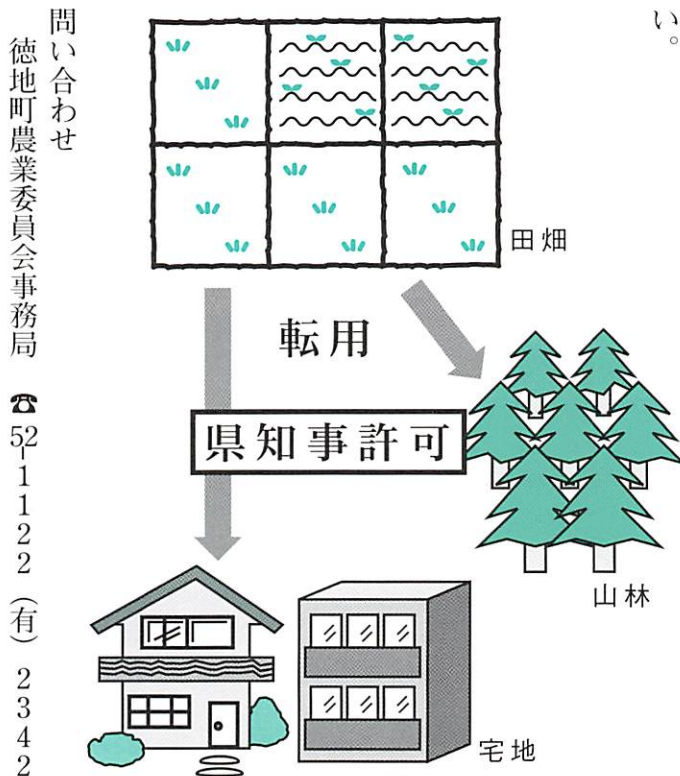 い。
田畑
転用
県知事許可
山林
宅地
問い合わせ
徳地町農業委員会事務局 ☎52-1122 (有) 2342